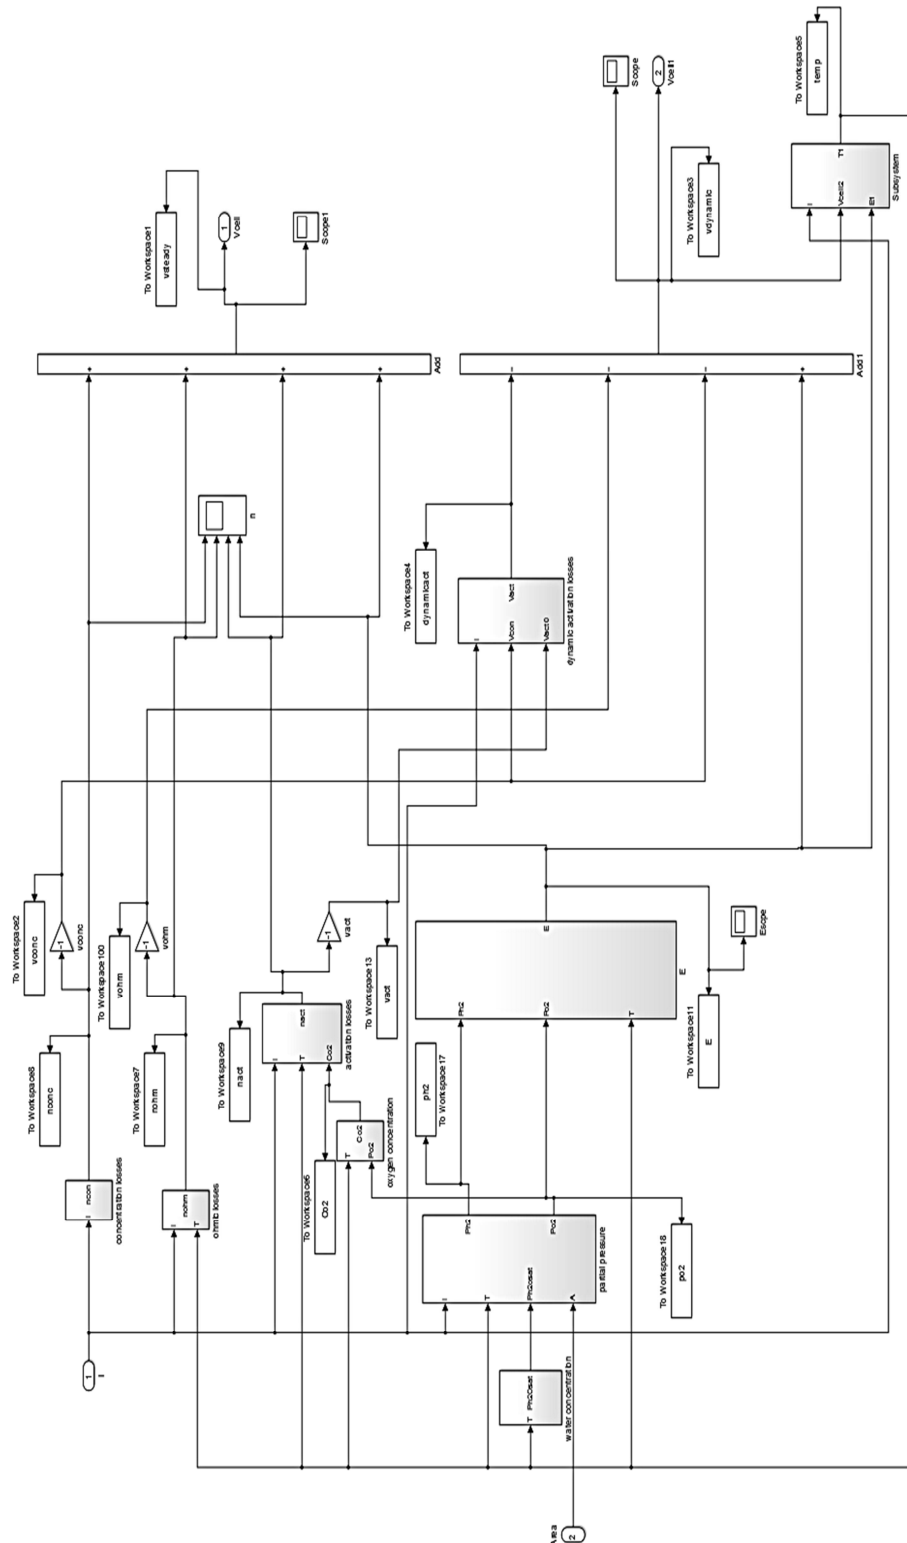 1
I
I
ncon
concentration losses
To Workspace8
nconc
To Workspace2
vconc
-1
vconc
I
T
nohm
ohmic losses
To Workspace7
nohm
To Workspace100
vohm
-1
vohm
To Workspace9
nact
I
T
Co2
nact
activation losses
-1
vact
To Workspace13
vact
To Workspace6
Co2
T
Po2
Co2
oxygen concentration
n
To Workspace1
vsteady
1
Vcell
Scope1
+
+
+
+
Add
T
Ph2Osat
water concentration
Area
2
I
T
Ph2osat
A
Ph2
Po2
partial pressure
ph2
To Workspace17
To Workspace18
po2
Ph2
Po2
T
E
E
To Workspace11
E
Escope
To Workspace4
dynamicact
I
Vcon
Vact0
Vact
dynamic activation losses
−
−
−
+
Add1
Scope
2
Vcell1
To Workspace3
vdynamic
I
Vcell2
E1
T1
Subsystem
To Workspace5
temp